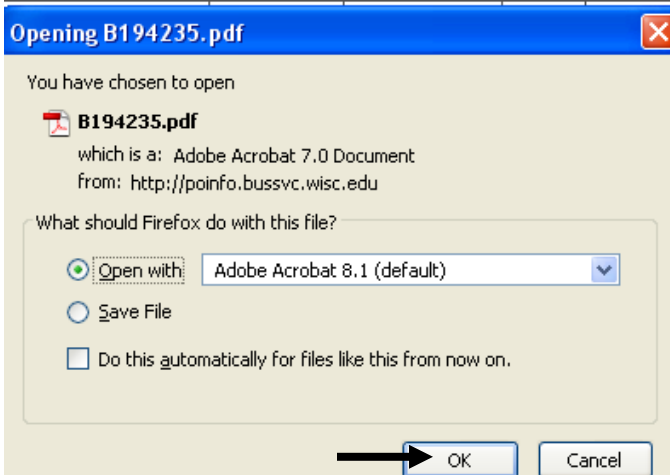 Opening B194235.pdf
You have chosen to open
B194235.pdf
which is a: Adobe Acrobat 7.0 Document
from: http://poinfo.bussvc.wisc.edu
What should Firefox do with this file?
Open with Adobe Acrobat 8.1 (default)
Save File
Do this automatically for files like this from now on.
OK Cancel